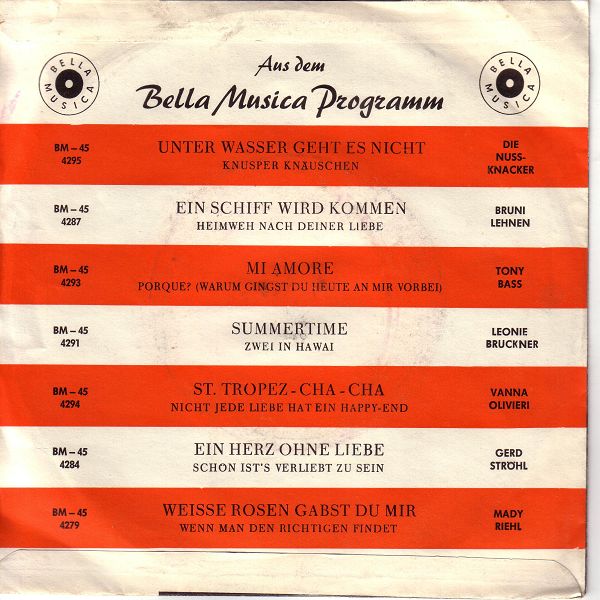 BELLA MUSICA
Aus dem
BELLA MUSICA
Bella Musica Programm
BM – 45
4295
UNTER WASSER GEHT ES NICHT
KNUSPER KNÄUSCHEN
DIE
NUSS-
KNACKER
BM – 45
4287
EIN SCHIFF WIRD KOMMEN
HEIMWEH NACH DEINER LIEBE
BRUNI
LEHNEN
BM – 45
4293
MI AMORE
PORQUE? (WARUM GINGST DU HEUTE AN MIR VORBEI)
TONY
BASS
BM – 45
4291
SUMMERTIME
ZWEI IN HAWAI
LEONIE
BRUCKNER
BM – 45
4294
ST. TROPEZ - CHA - CHA
NICHT JEDE LIEBE HAT EIN HAPPY-END
VANNA
OLIVIERI
BM – 45
4284
EIN HERZ OHNE LIEBE
SCHÖN IST'S VERLIEBT ZU SEIN
GERD
STRÖHL
BM – 45
4279
WEISSE ROSEN GABST DU MIR
WENN MAN DEN RICHTIGEN FINDET
MADY
RIEHL